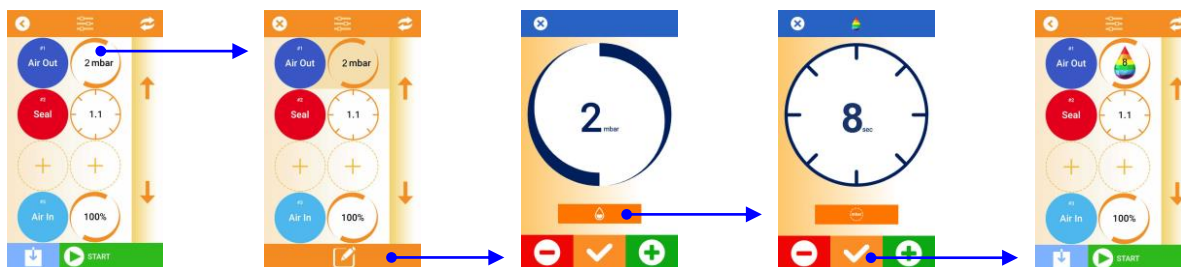 #1
Air Out
2 mbar
#2
Seal
1.1
#3
Air In
100%
START
#1
Air Out
2 mbar
#2
Seal
1.1
#3
Air In
100%
2 mbar
8 sec
#1
Air Out
8
#2
Seal
1.1
#3
Air In
100%
START